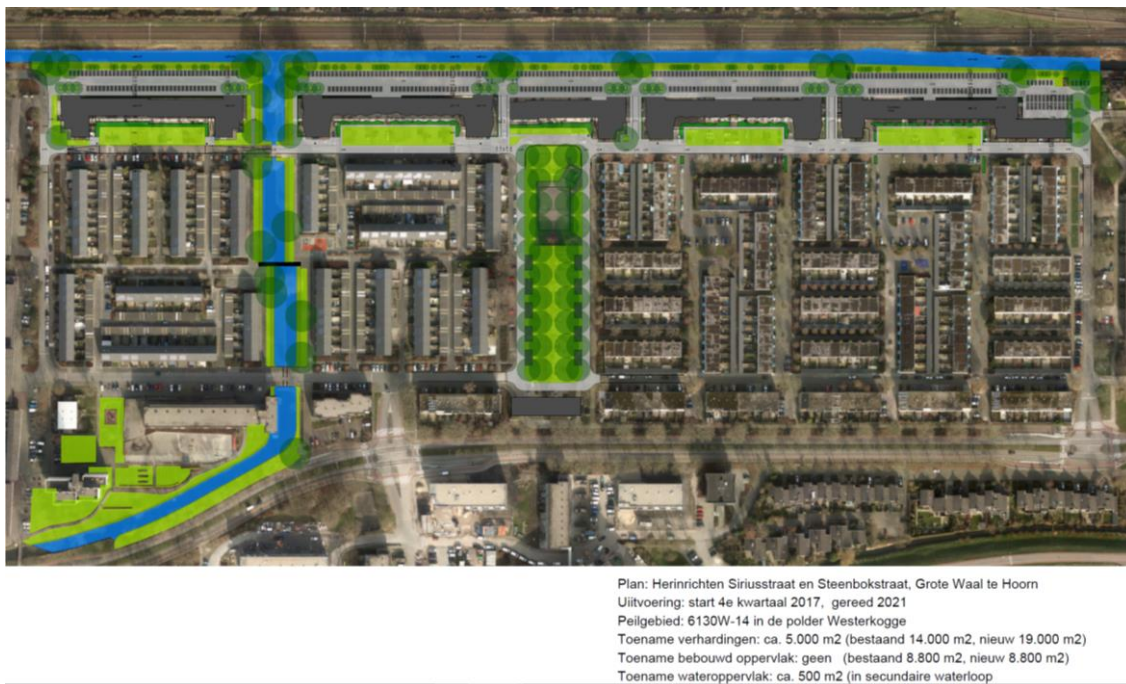 Plan: Herinrichten Siriusstraat en Steenbokstraat, Grote Waal te Hoorn
Uiitvoering: start 4e kwartaal 2017, gereed 2021
Peilgebied: 6130W-14 in de polder Westerkogge
Toename verhardingen: ca. 5.000 m2 (bestaand 14.000 m2, nieuw 19.000 m2)
Toename bebouwd oppervlak: geen (bestaand 8.800 m2, nieuw 8.800 m2)
Toename wateroppervlak: ca. 500 m2 (in secundaire waterloop